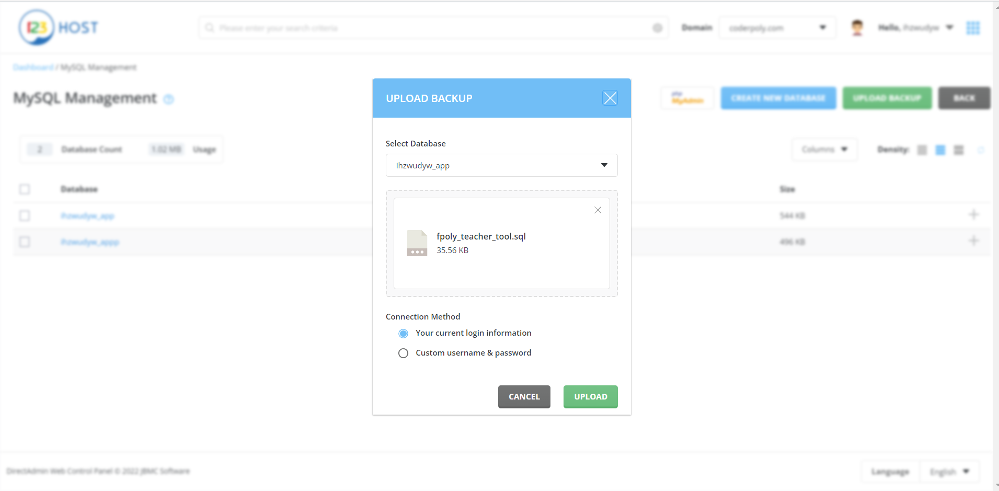 123 HOST
Please enter your search criteria
Domain
coderpoly.com
Hello, ihzwudyw
Dashboard / MySQL Management
MySQL Management
php
MyAdmin
CREATE NEW DATABASE
UPLOAD BACKUP
BACK
2 Database Count 1.02 MB Usage
Columns
Density:
Database
Size
ihzwudyw_app
544 KB
ihzwudyw_appp
496 KB
UPLOAD BACKUP
Select Database
ihzwudyw_app
fpoly_teacher_tool.sql
35.56 KB
Connection Method
Your current login information
Custom username & password
CANCEL
UPLOAD
DirectAdmin Web Control Panel © 2022 JBMC Software
Language
English